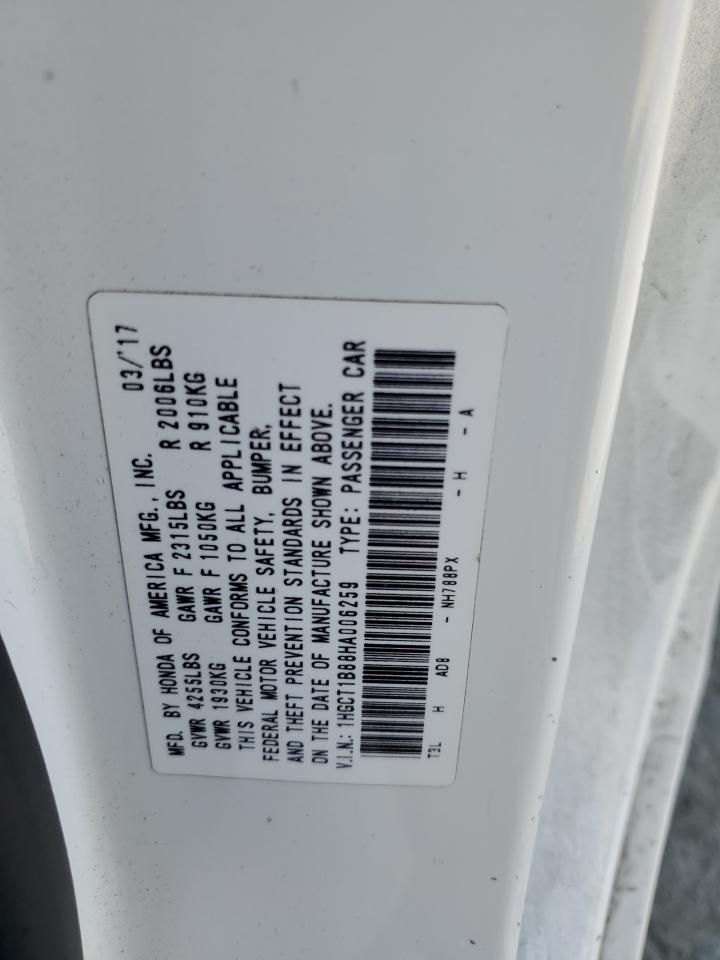 MFD. BY HONDA OF AMERICA MFG., INC. 03/'17
GVWR 4255LBS GAWR F 2315LBS R 2006LBS
GVWR 1930KG GAWR F 1050KG R 910KG
THIS VEHICLE CONFORMS TO ALL APPLICABLE
FEDERAL MOTOR VEHICLE SAFETY, BUMPER,
AND THEFT PREVENTION STANDARDS IN EFFECT
ON THE DATE OF MANUFACTURE SHOWN ABOVE.
V.I.N.: 1HGCT1B88HA006259 TYPE: PASSENGER CAR
T3L H AD8 - NH788PX - H - A